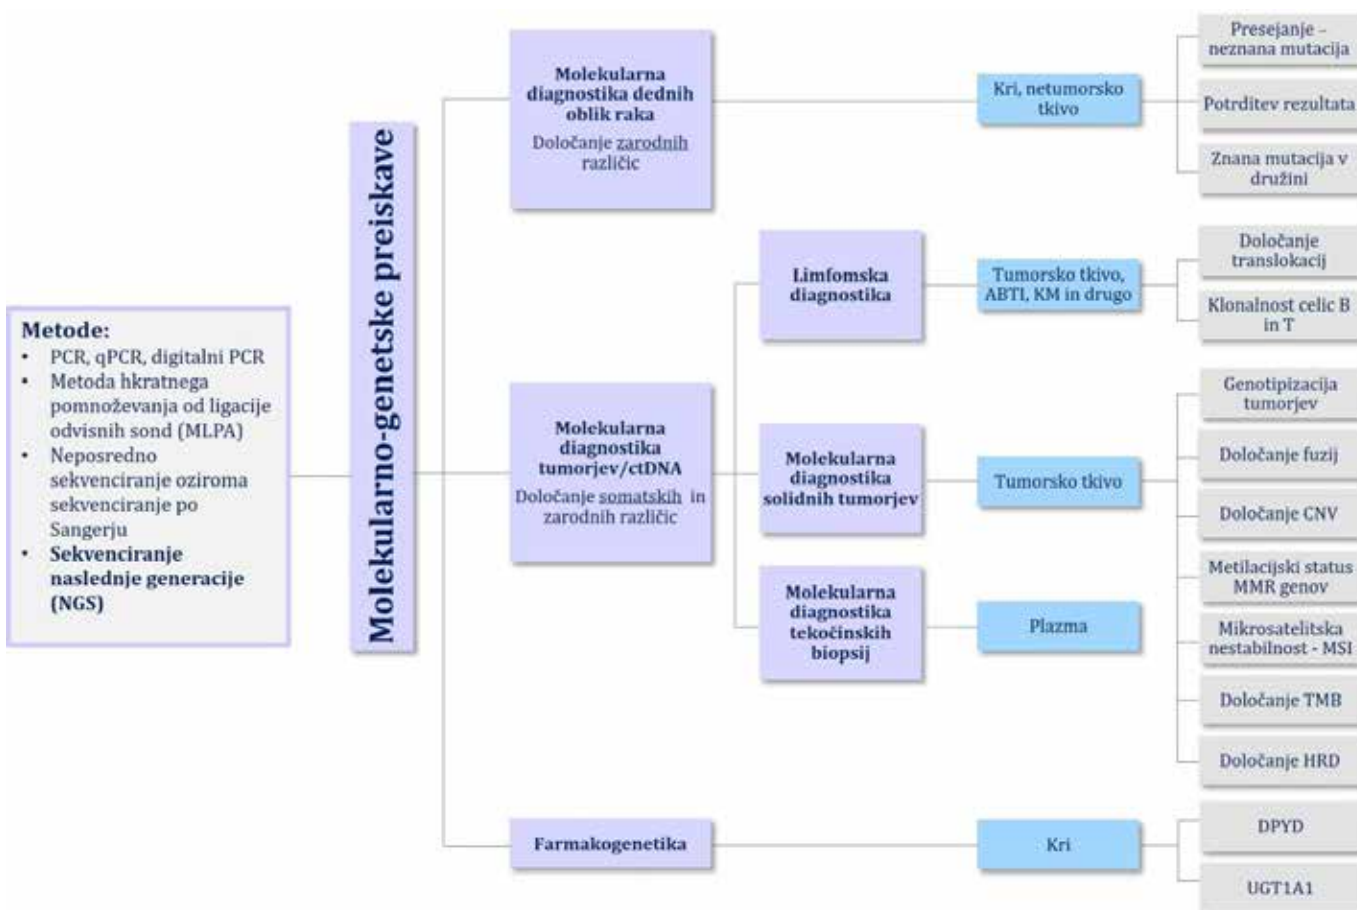 Metode:
• PCR, qPCR, digitalni PCR
• Metoda hkratnega
pomnoževanja od ligacije
odvisnih sond (MLPA)
• Neposredno
sekvenciranje oziroma
sekvenciranje po
Sangerju
• Sekvenciranje
naslednje generacije
(NGS)
Molekularno-genetske preiskave
Molekularna
diagnostika dednih
oblik raka
Določanje zarodnih
različic
Kri, netumorsko
tkivo
Presejanje –
neznana mutacija
Potrditev rezultata
Znana mutacija v
družini
Molekularna
diagnostika
tumorjev/ctDNA
Določanje somatskih in
zarodnih različic
Limfomska
diagnostika
Tumorsko tkivo,
ABTI, KM in drugo
Določanje
translokacij
Klonalnost celic B
in T
Molekularna
diagnostika
solidnih tumorjev
Tumorsko tkivo
Genotipizacija
tumorjev
Določanje fuzij
Določanje CNV
Metilacijski status
MMR genov
Mikrosatelitska
nestabilnost - MSI
Določanje TMB
Določanje HRD
Molekularna
diagnostika
tekočinskih
biopsij
Plazma
Farmakogenetika
Kri
DPYD
UGT1A1